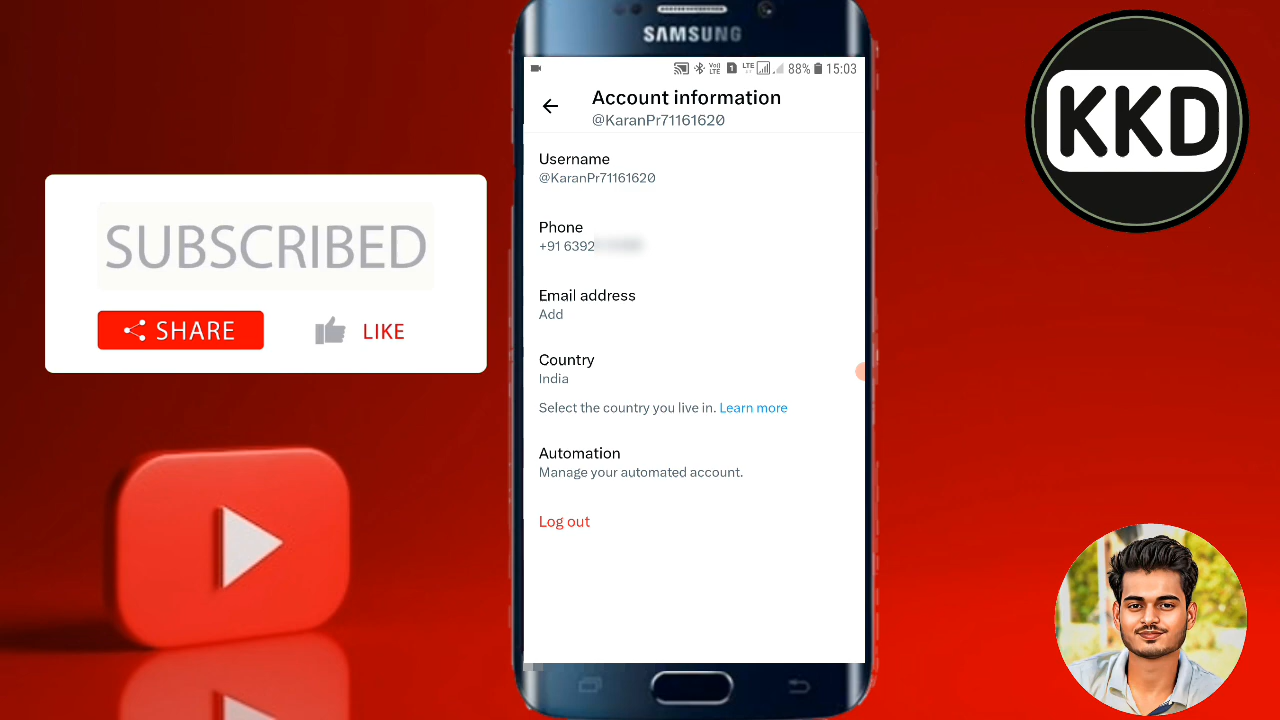 SUBSCRIBED
SHARE
LIKE
SAMSUNG
88% 15:03
Account information
@KaranPr71161620
Username
@KaranPr71161620
Phone
+91 6392
Email address
Add
Country
India
Select the country you live in. Learn more
Automation
Manage your automated account.
Log out
KKD